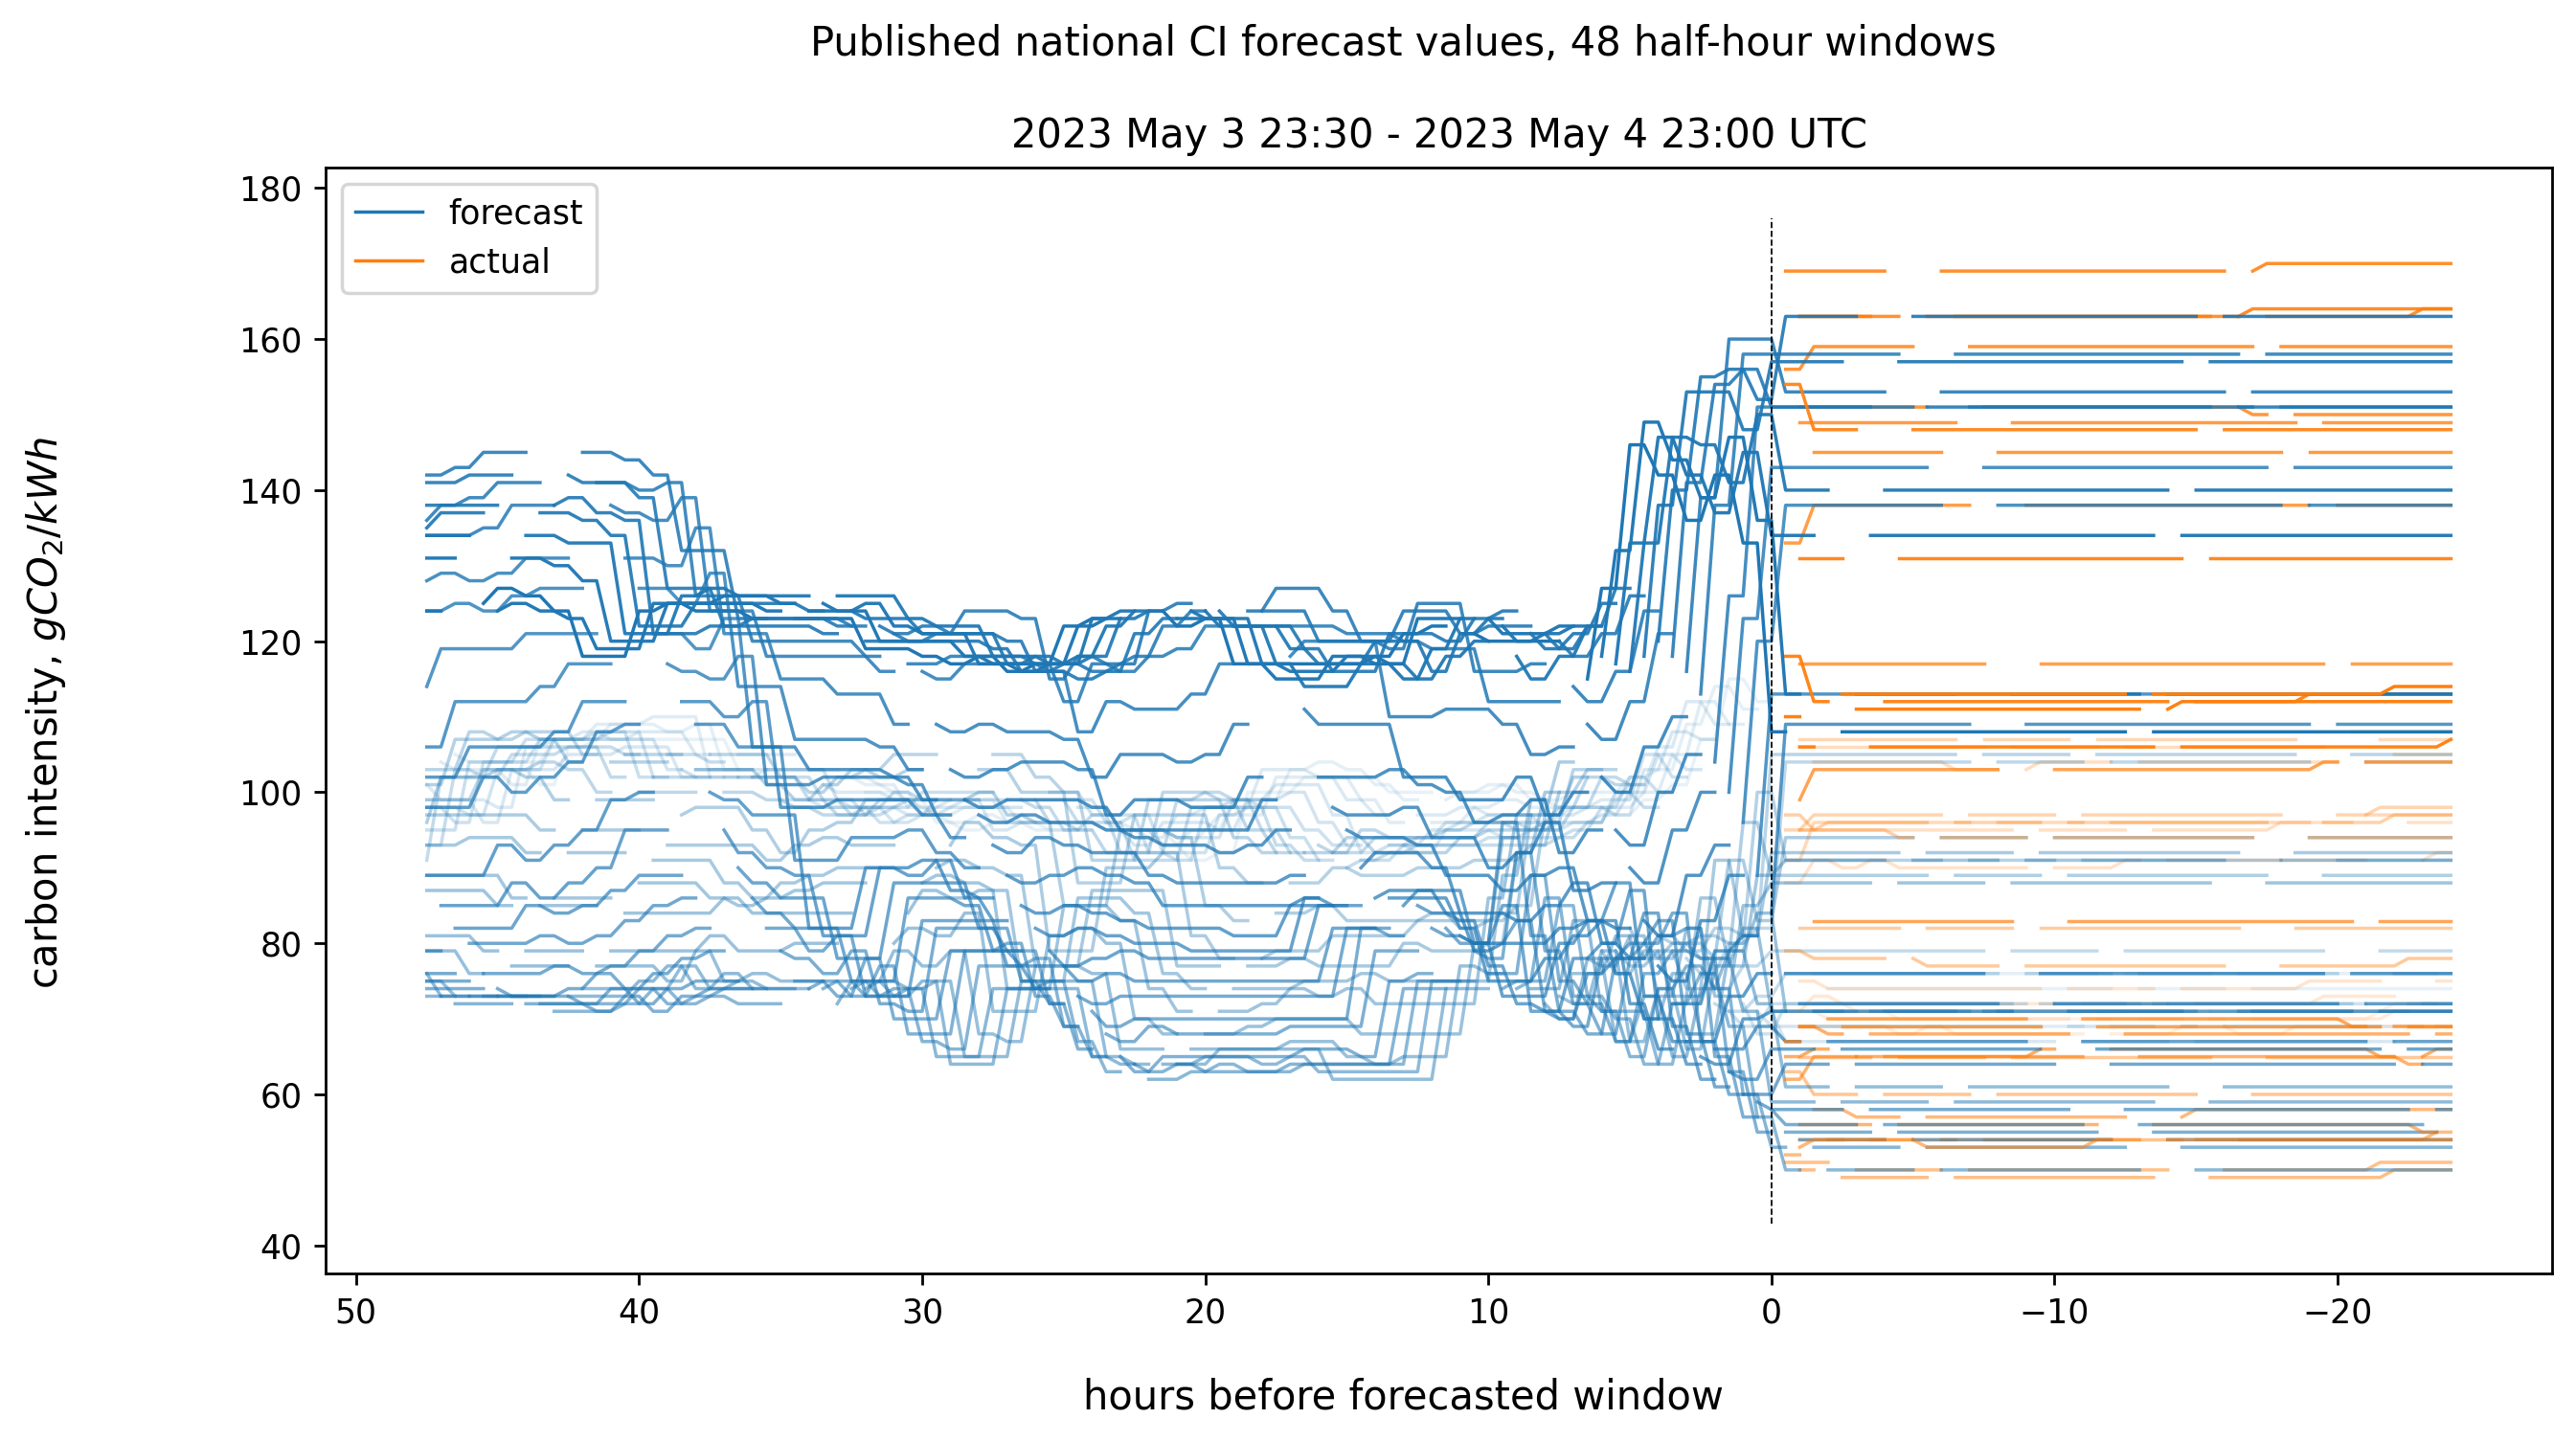 Published national CI forecast values, 48 half-hour windows
2023 May 3 23:30 - 2023 May 4 23:00 UTC
forecast
actual
carbon intensity, gCO₂/kWh
180
160
140
120
100
80
60
40
50 40 30 20 10 0 −10 −20
hours before forecasted window